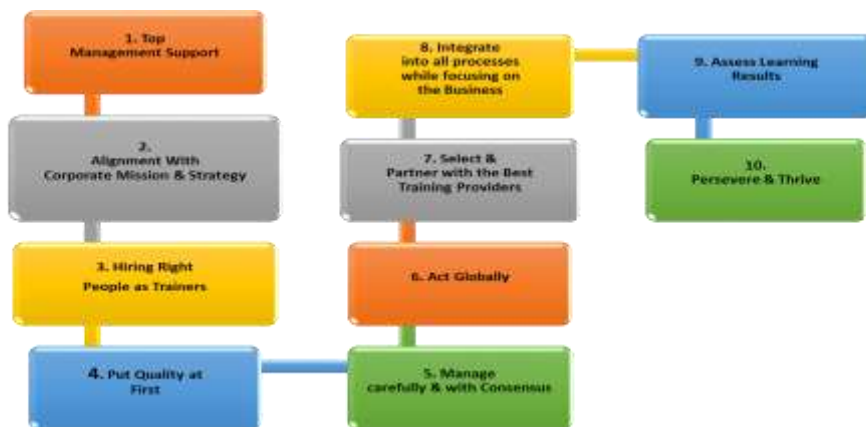 1. Top
Management Support
2.
Alignment With
Corporate Mission & Strategy
3. Hiring Right
People as Trainers
4. Put Quality at
First
5. Manage
carefully & with Consensus
6. Act Globally
7. Select &
Partner with the Best
Training Providers
8. Integrate
into all processes
while focusing on
the Business
9. Assess Learning
Results
10.
Persevere & Thrive